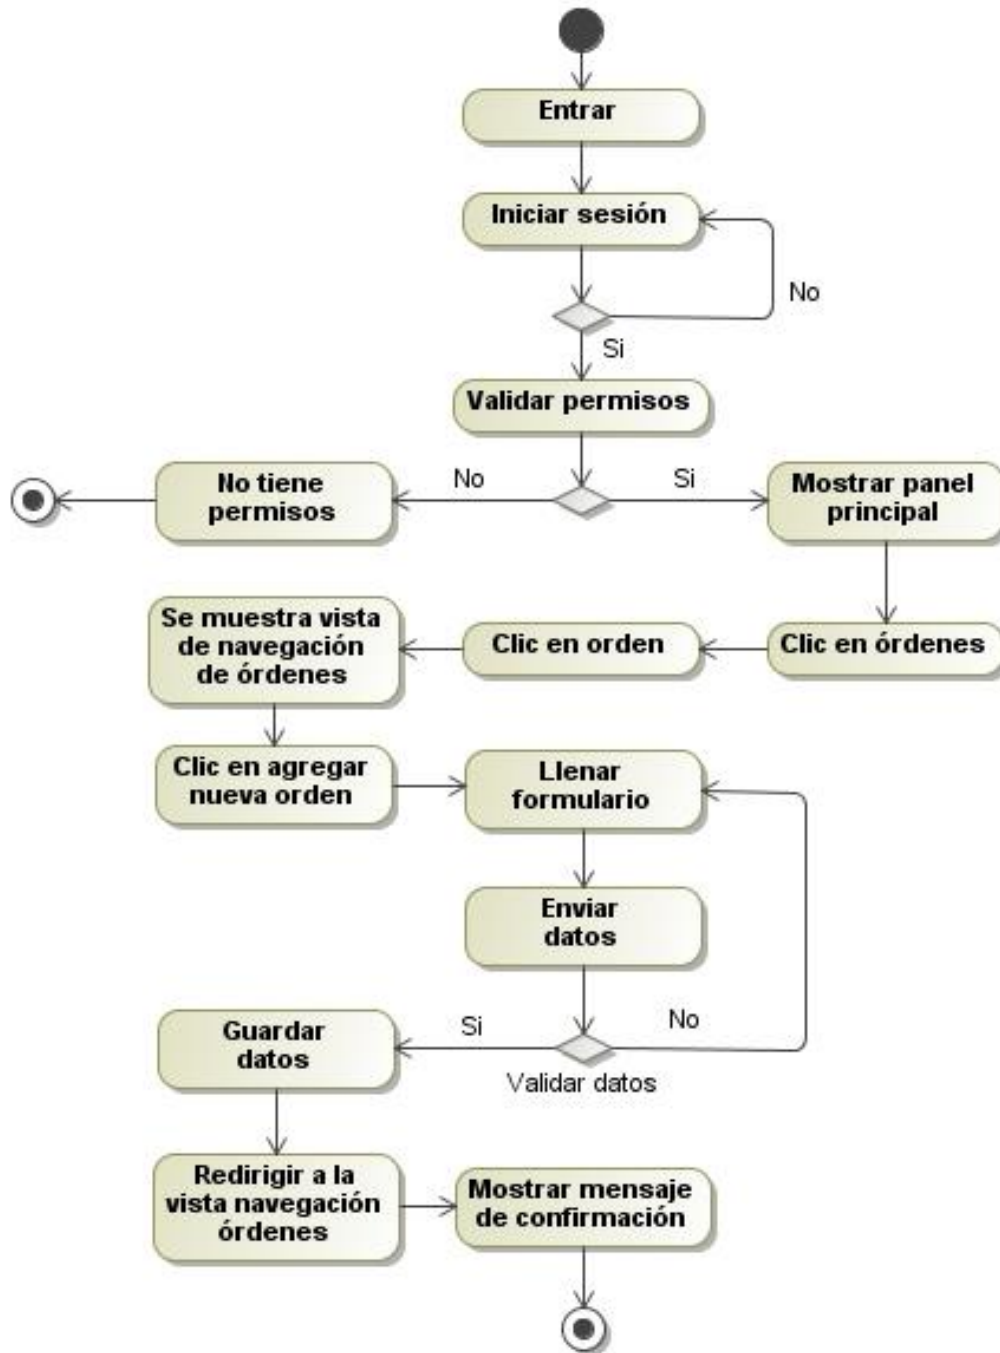 Entrar
Iniciar sesión
No
Si
Validar permisos
No tiene
permisos
No
Si
Mostrar panel
principal
Se muestra vista
de navegación
de órdenes
Clic en orden
Clic en órdenes
Clic en agregar
nueva orden
Llenar
formulario
Enviar
datos
Guardar
datos
Si
No
Validar datos
Redirigir a la
vista navegación
órdenes
Mostrar mensaje
de confirmación